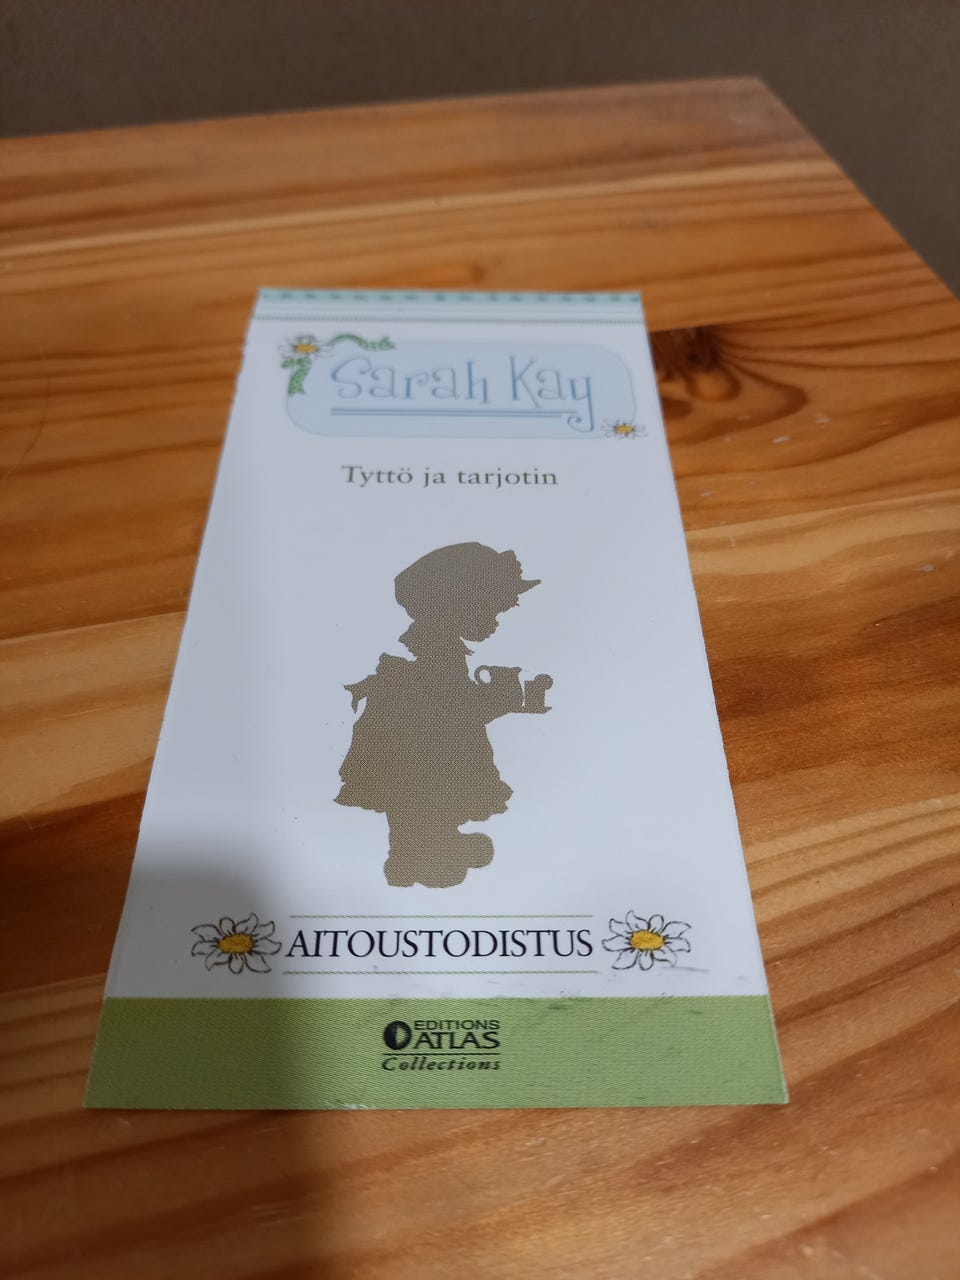 Sarah Kay
Tyttö ja tarjotin
AITOUSTODISTUS
EDITIONS
ATLAS
Collections